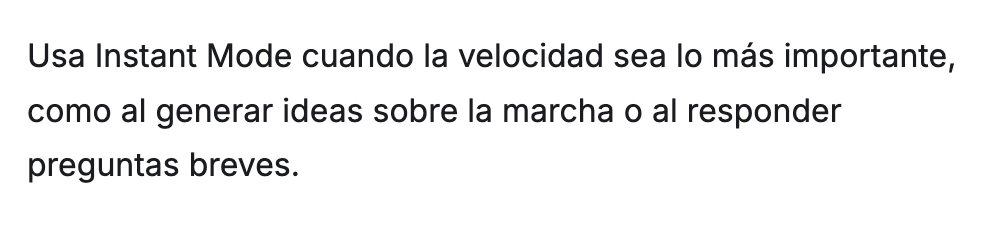 Usa Instant Mode cuando la velocidad sea lo más importante,
como al generar ideas sobre la marcha o al responder
preguntas breves.